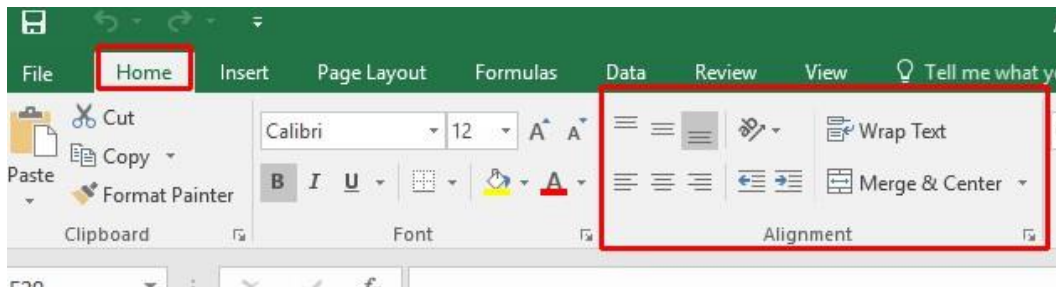 File Home Insert Page Layout Formulas Data Review View Tell me what
Cut
Calibri 12 A A Wrap Text
Copy
Paste B I U A Merge & Center
Format Painter
Clipboard Font Alignment